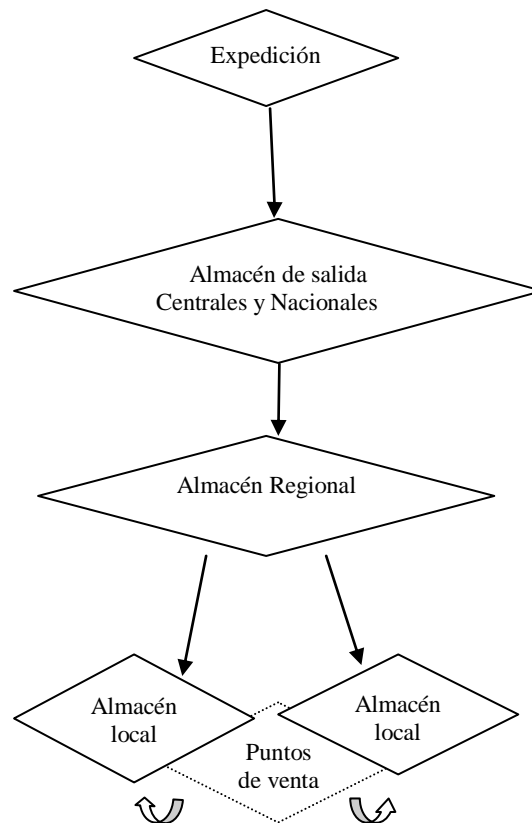 Expedición
Almacén de salida
Centrales y Nacionales
Almacén Regional
Almacén
local
Almacén
local
Puntos
de venta